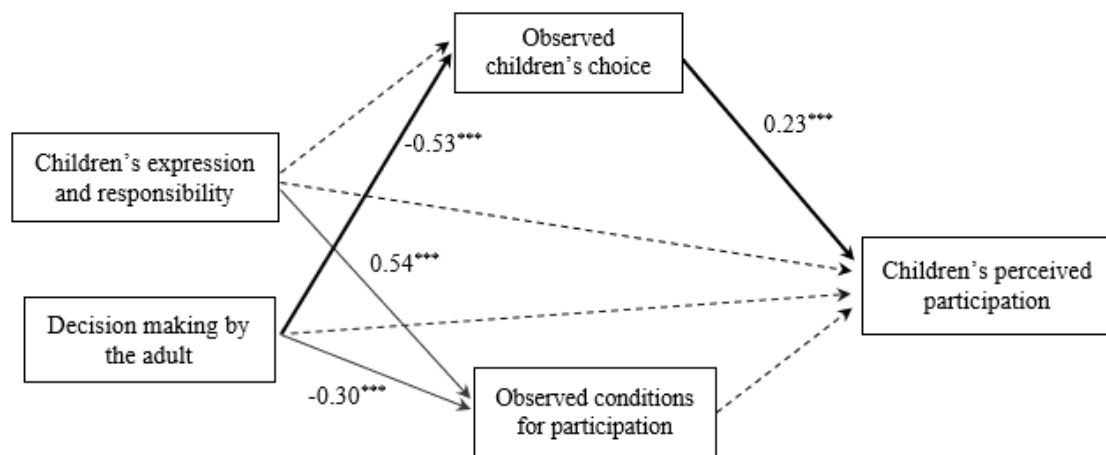 Observed
children’s choice
0.23***
-0.53***
Children’s expression
and responsibility
0.54***
Children’s perceived
participation
Decision making by
the adult
-0.30***
Observed conditions
for participation